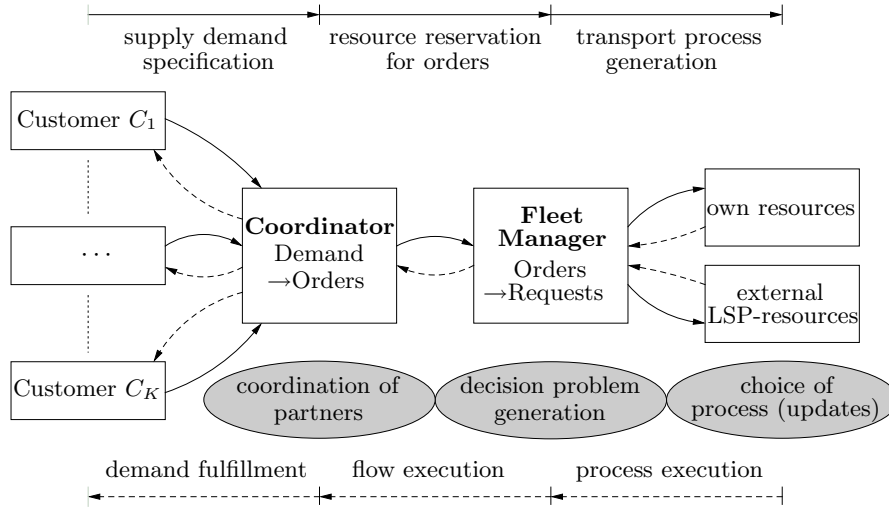 supply demand
specification
resource reservation
for orders
transport process
generation
Customer C₁
. . .
Customer C_K
Coordinator
Demand
→Orders
Fleet
Manager
Orders
→Requests
own resources
external
LSP-resources
coordination of
partners
decision problem
generation
choice of
process (updates)
demand fulfillment
flow execution
process execution